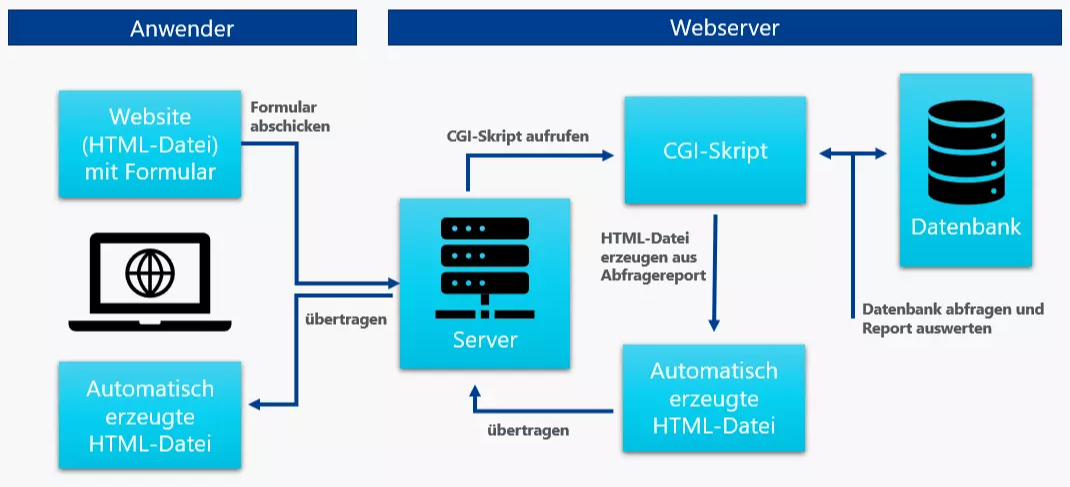 Anwender
Webserver
Website
(HTML-Datei)
mit Formular
Formular
abschicken
CGI-Skript aufrufen
CGI-Skript
Datenbank
Server
HTML-Datei
erzeugen aus
Abfragereport
übertragen
Datenbank abfragen und
Report auswerten
Automatisch
erzeugte
HTML-Datei
übertragen
Automatisch
erzeugte
HTML-Datei